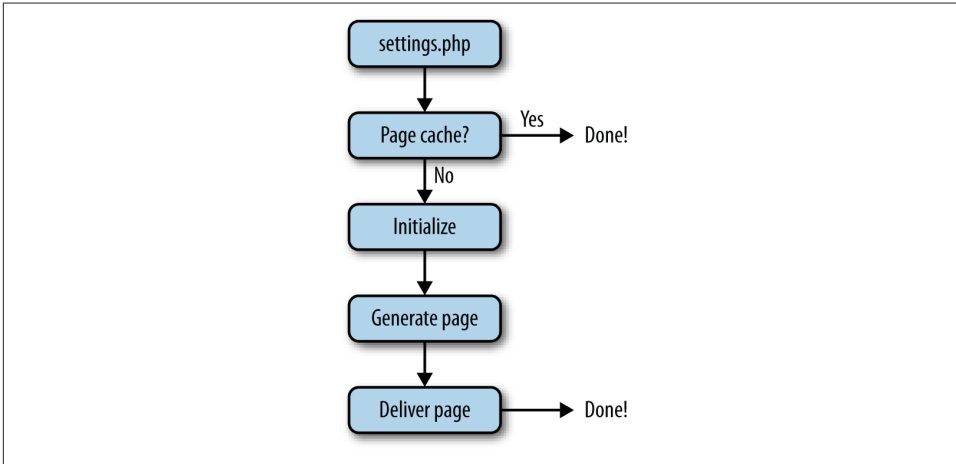 settings.php
Page cache?
Yes
Done!
No
Initialize
Generate page
Deliver page
Done!